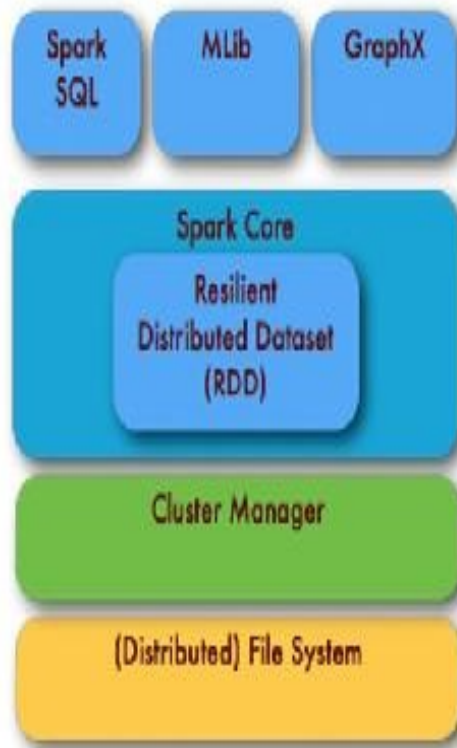 Spark
SQL
MLib
GraphX
Spark Core
Resilient
Distributed Dataset
(RDD)
Cluster Manager
(Distributed) File System